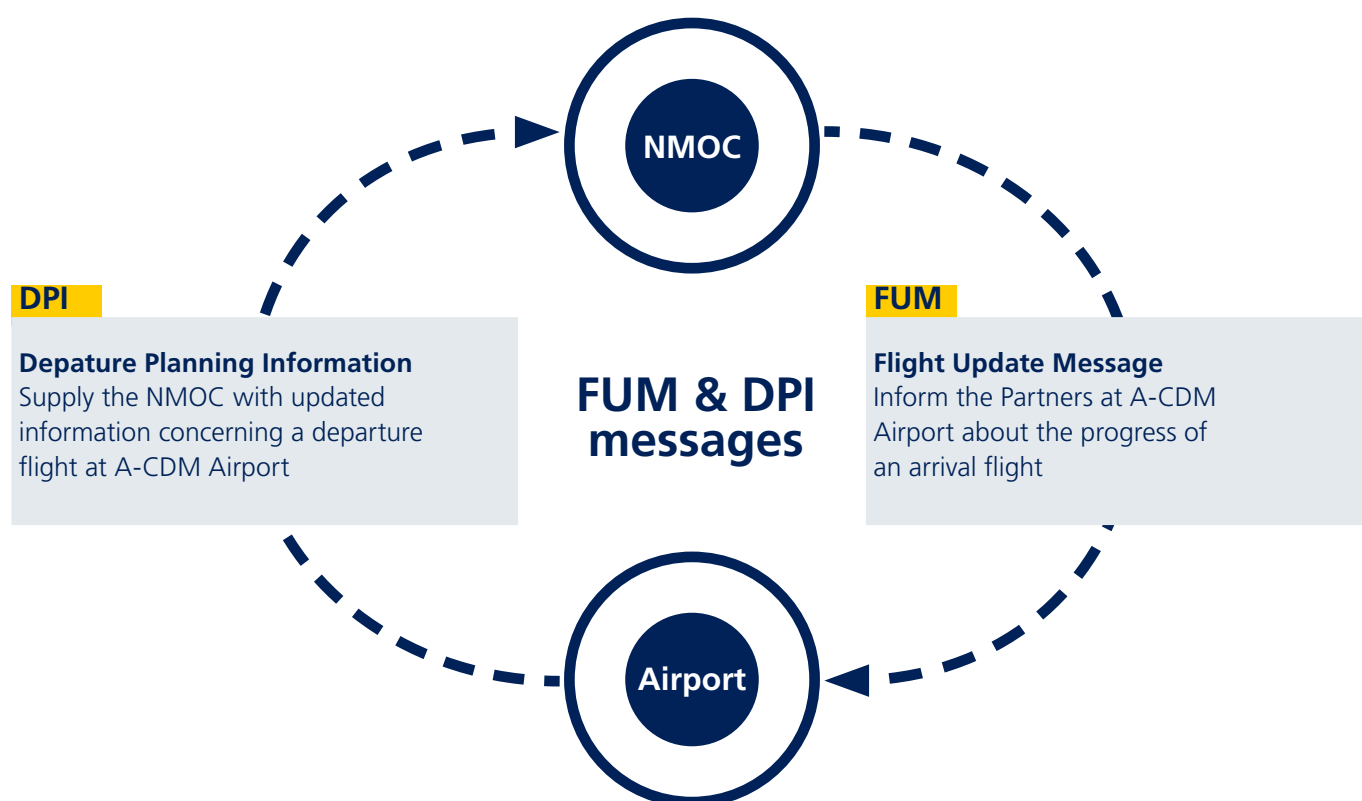 NMOC
DPI
Depature Planning Information
Supply the NMOC with updated
information concerning a departure
flight at A-CDM Airport
FUM & DPI
messages
FUM
Flight Update Message
Inform the Partners at A-CDM
Airport about the progress of
an arrival flight
Airport